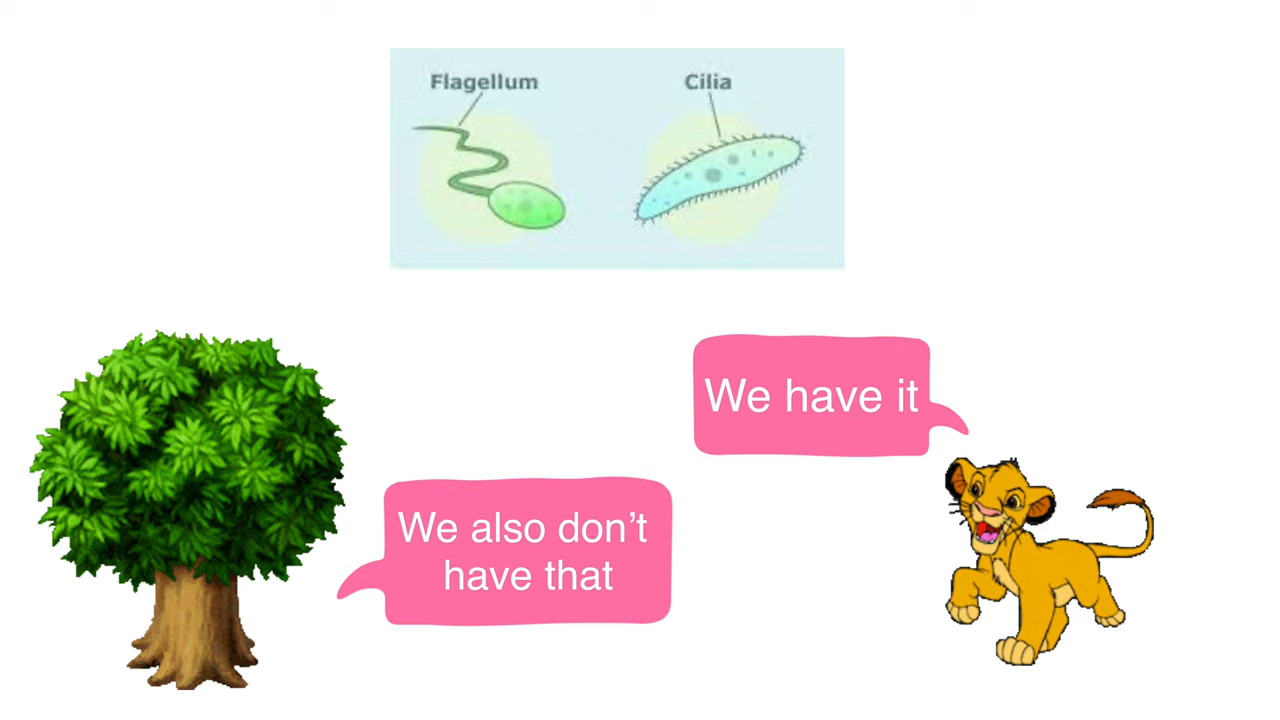 Flagellum
Cilia
We have it
We also don't
have that